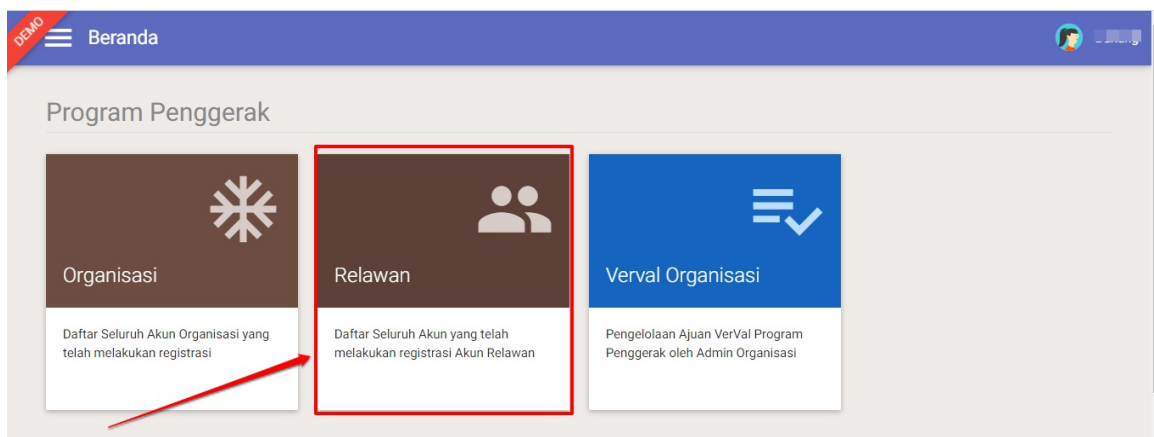 DEMO
Beranda
Program Penggerak
Organisasi
Daftar Seluruh Akun Organisasi yang
telah melakukan registrasi
Relawan
Daftar Seluruh Akun yang telah
melakukan registrasi Akun Relawan
Verval Organisasi
Pengelolaan Ajuan VerVal Program
Penggerak oleh Admin Organisasi